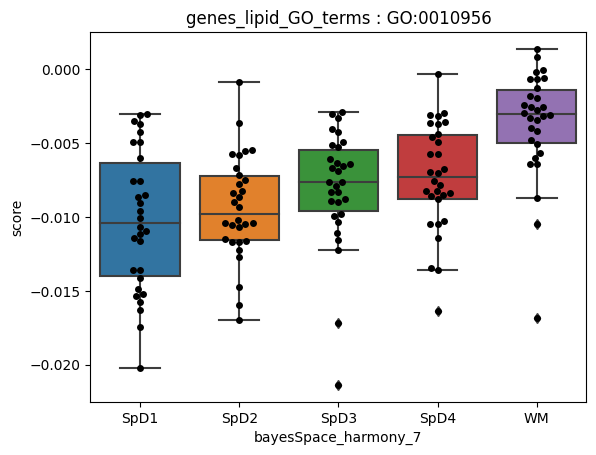 genes_lipid_GO_terms : GO:0010956
0.000
−0.005
−0.010
−0.015
−0.020
score
SpD1 SpD2 SpD3 SpD4 WM
bayesSpace_harmony_7